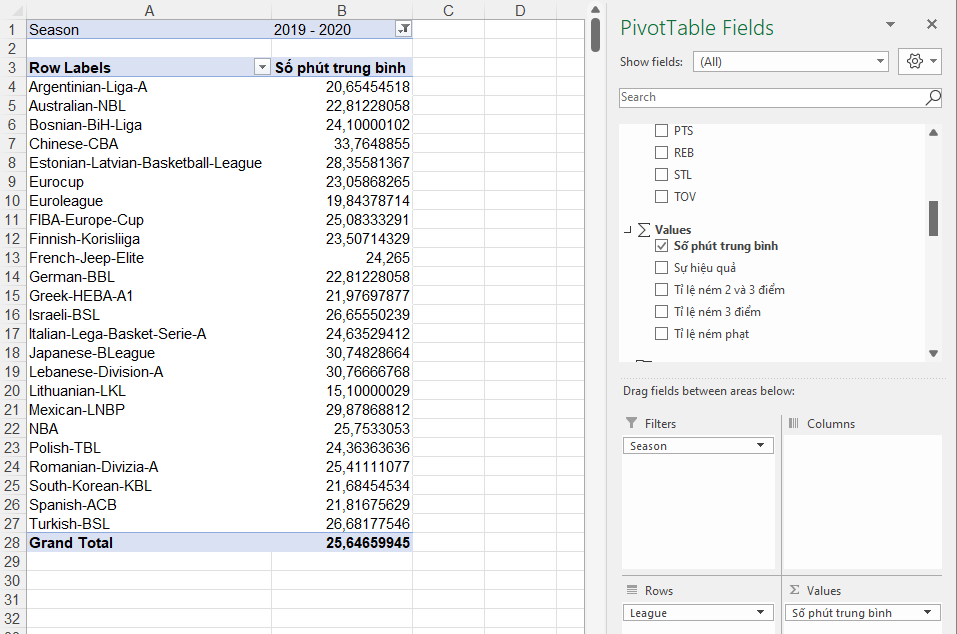 A B C D
1 Season 2019 - 2020
2
3 Row Labels Số phút trung bình
4 Argentinian-Liga-A 20,65454518
5 Australian-NBL 22,81228058
6 Bosnian-BiH-Liga 24,10000102
7 Chinese-CBA 33,7648855
8 Estonian-Latvian-Basketball-League 28,35581367
9 Eurocup 23,05868265
10 Euroleague 19,84378714
11 FIBA-Europe-Cup 25,08333291
12 Finnish-Korisliiga 23,50714329
13 French-Jeep-Elite 24,265
14 German-BBL 22,81228058
15 Greek-HEBA-A1 21,97697877
16 Israeli-BSL 26,65550239
17 Italian-Lega-Basket-Serie-A 24,63529412
18 Japanese-BLeague 30,74828664
19 Lebanese-Division-A 30,76666768
20 Lithuanian-LKL 15,10000029
21 Mexican-LNBP 29,87868812
22 NBA 25,7533053
23 Polish-TBL 24,36363636
24 Romanian-Divizia-A 25,41111077
25 South-Korean-KBL 21,68454534
26 Spanish-ACB 21,81675629
27 Turkish-BSL 26,68177546
28 Grand Total 25,64659945
29
30
31
32
PivotTable Fields
Show fields: (All)
Search
PTS
REB
STL
TOV
Σ Values
Số phút trung bình
Sự hiệu quả
Tỉ lệ ném 2 và 3 điểm
Tỉ lệ ném 3 điểm
Tỉ lệ ném phạt
Drag fields between areas below:
Filters
Season
Columns
Rows
League
Σ Values
Số phút trung bình